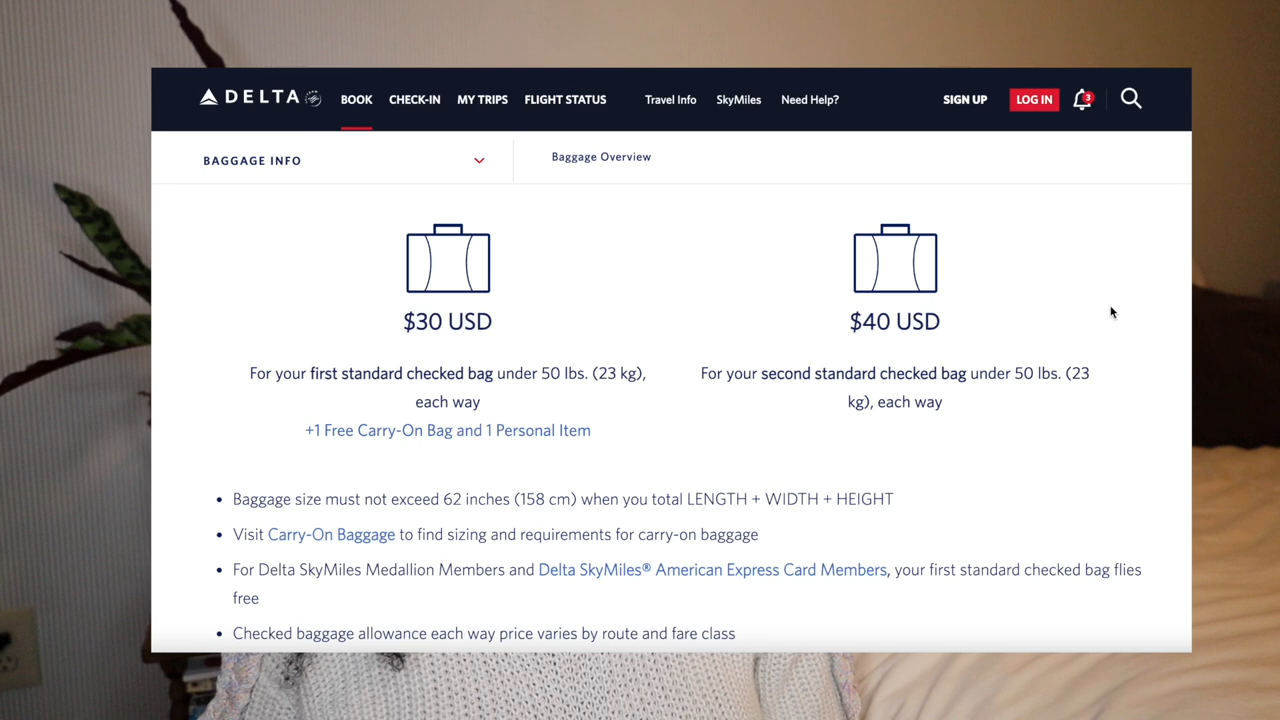 DELTA BOOK CHECK-IN MY TRIPS FLIGHT STATUS Travel Info SkyMiles Need Help? SIGN UP LOG IN 3
BAGGAGE INFO
Baggage Overview
$30 USD
For your first standard checked bag under 50 lbs. (23 kg),
each way
+1 Free Carry-On Bag and 1 Personal Item
$40 USD
For your second standard checked bag under 50 lbs. (23
kg), each way
• Baggage size must not exceed 62 inches (158 cm) when you total LENGTH + WIDTH + HEIGHT
• Visit Carry-On Baggage to find sizing and requirements for carry-on baggage
• For Delta SkyMiles Medallion Members and Delta SkyMiles® American Express Card Members, your first standard checked bag flies
free
• Checked baggage allowance each way price varies by route and fare class